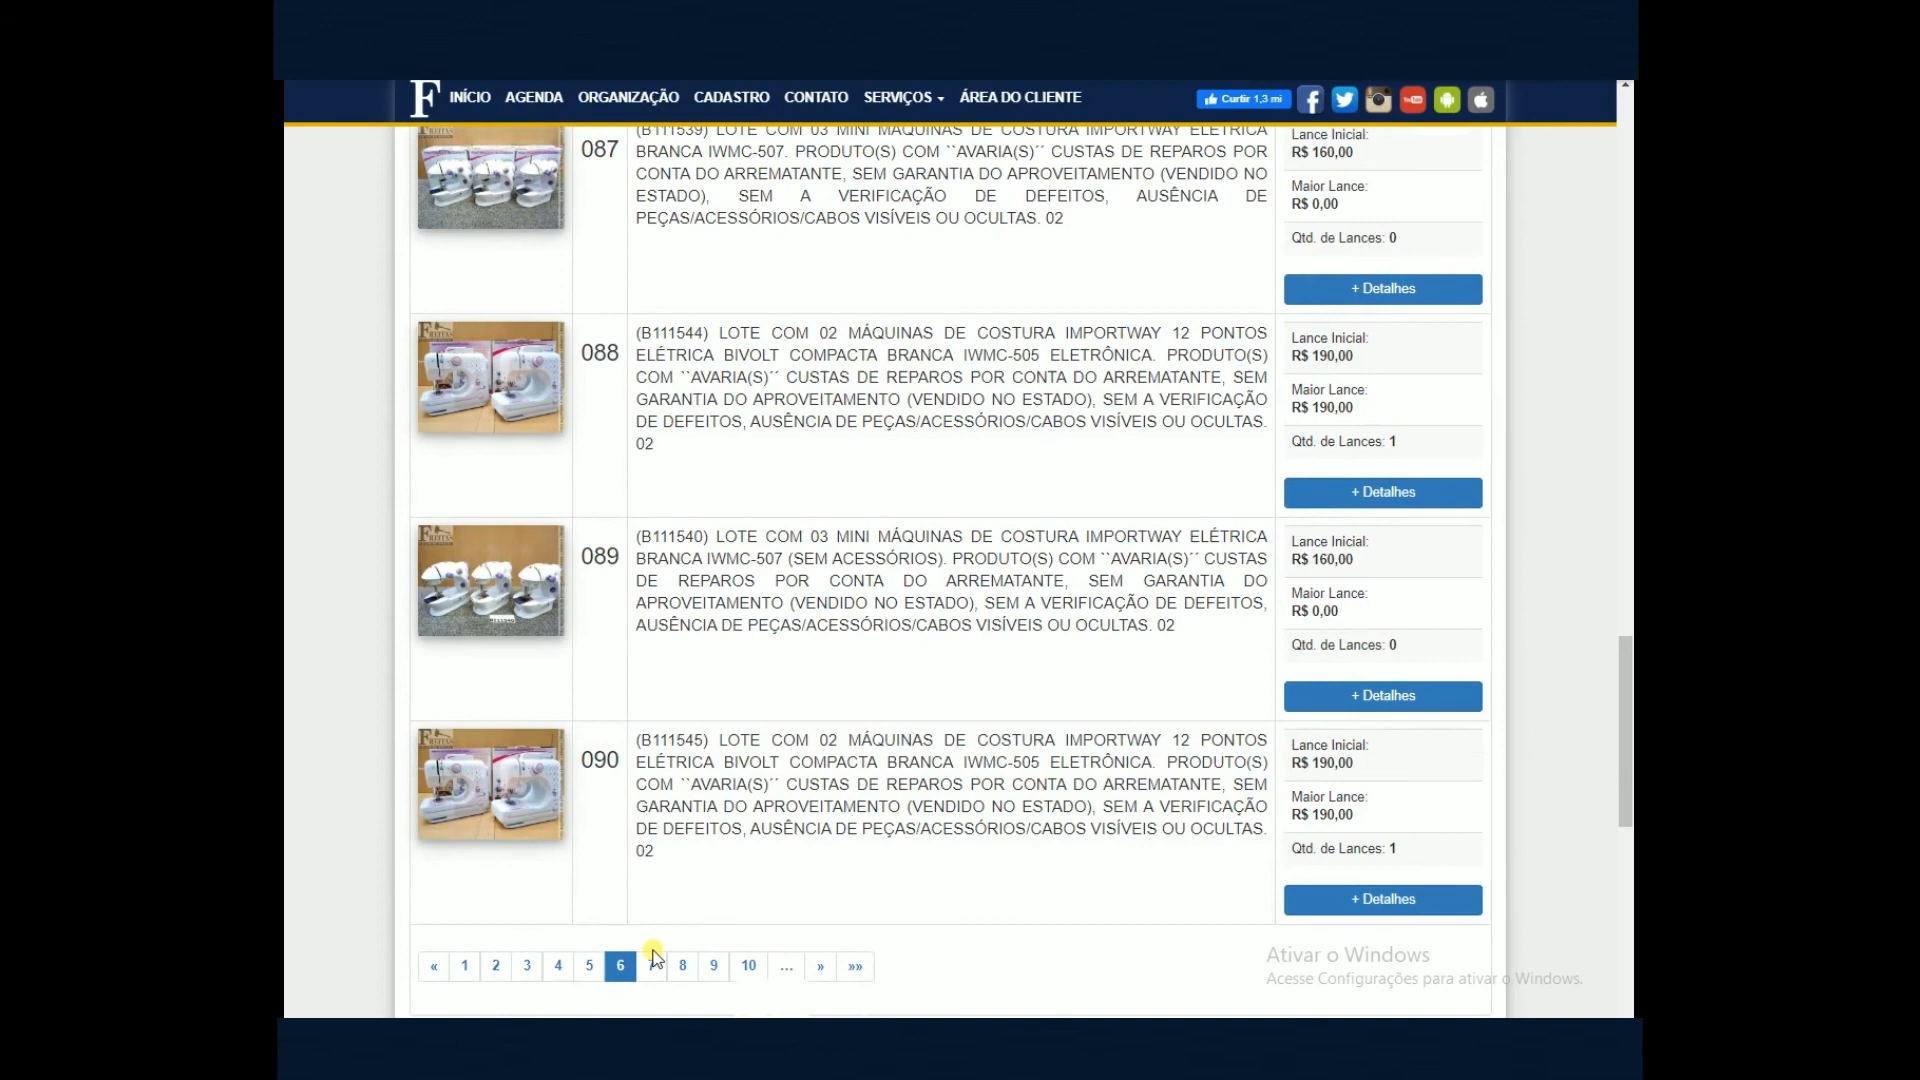 F INÍCIO AGENDA ORGANIZAÇÃO CADASTRO CONTATO SERVIÇOS ÁREA DO CLIENTE Curtir 1,3 mi
087
(B111539) LOTE COM 03 MINI MÁQUINAS DE COSTURA IMPORTWAY ELÉTRICA
BRANCA IWMC-507. PRODUTO(S) COM ``AVARIA(S)´´ CUSTAS DE REPAROS POR
CONTA DO ARREMATANTE, SEM GARANTIA DO APROVEITAMENTO (VENDIDO NO
ESTADO), SEM A VERIFICAÇÃO DE DEFEITOS, AUSÊNCIA DE
PEÇAS/ACESSÓRIOS/CABOS VISÍVEIS OU OCULTAS. 02
Lance Inicial:
R$ 160,00
Maior Lance:
R$ 0,00
Qtd. de Lances: 0
+ Detalhes
FREITAS
088
(B111544) LOTE COM 02 MÁQUINAS DE COSTURA IMPORTWAY 12 PONTOS
ELÉTRICA BIVOLT COMPACTA BRANCA IWMC-505 ELETRÔNICA. PRODUTO(S)
COM ``AVARIA(S)´´ CUSTAS DE REPAROS POR CONTA DO ARREMATANTE, SEM
GARANTIA DO APROVEITAMENTO (VENDIDO NO ESTADO), SEM A VERIFICAÇÃO
DE DEFEITOS, AUSÊNCIA DE PEÇAS/ACESSÓRIOS/CABOS VISÍVEIS OU OCULTAS.
02
Lance Inicial:
R$ 190,00
Maior Lance:
R$ 190,00
Qtd. de Lances: 1
+ Detalhes
FREITAS
B111540
089
(B111540) LOTE COM 03 MINI MÁQUINAS DE COSTURA IMPORTWAY ELÉTRICA
BRANCA IWMC-507 (SEM ACESSÓRIOS). PRODUTO(S) COM ``AVARIA(S)´´ CUSTAS
DE REPAROS POR CONTA DO ARREMATANTE, SEM GARANTIA DO
APROVEITAMENTO (VENDIDO NO ESTADO), SEM A VERIFICAÇÃO DE DEFEITOS,
AUSÊNCIA DE PEÇAS/ACESSÓRIOS/CABOS VISÍVEIS OU OCULTAS. 02
Lance Inicial:
R$ 160,00
Maior Lance:
R$ 0,00
Qtd. de Lances: 0
+ Detalhes
FREITAS
090
(B111545) LOTE COM 02 MÁQUINAS DE COSTURA IMPORTWAY 12 PONTOS
ELÉTRICA BIVOLT COMPACTA BRANCA IWMC-505 ELETRÔNICA. PRODUTO(S)
COM ``AVARIA(S)´´ CUSTAS DE REPAROS POR CONTA DO ARREMATANTE, SEM
GARANTIA DO APROVEITAMENTO (VENDIDO NO ESTADO), SEM A VERIFICAÇÃO
DE DEFEITOS, AUSÊNCIA DE PEÇAS/ACESSÓRIOS/CABOS VISÍVEIS OU OCULTAS.
02
Lance Inicial:
R$ 190,00
Maior Lance:
R$ 190,00
Qtd. de Lances: 1
+ Detalhes
« 1 2 3 4 5 6 7 8 9 10 ... » »»
Ativar o Windows
Acesse Configurações para ativar o Windows.